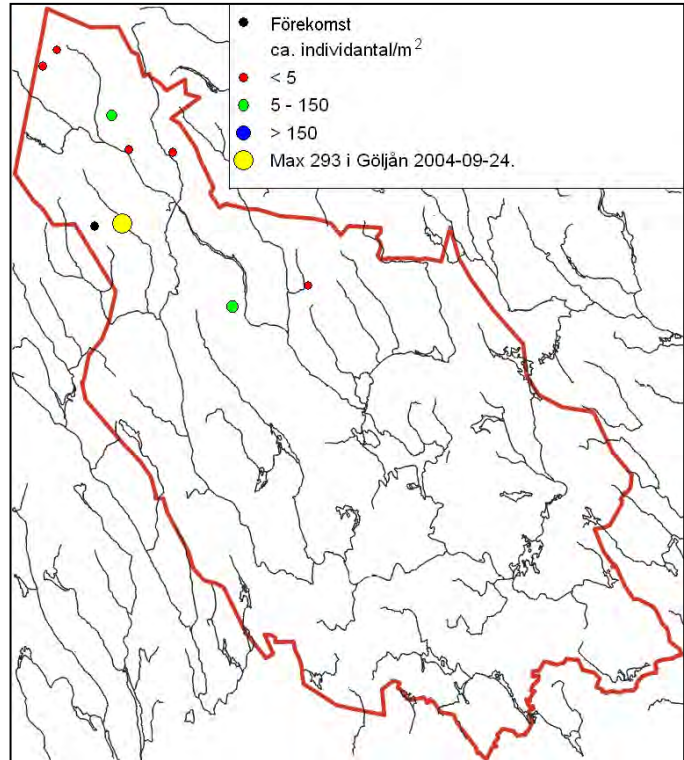 Förekomst
ca. individantal/m²
< 5
5 - 150
> 150
Max 293 i Göljån 2004-09-24.